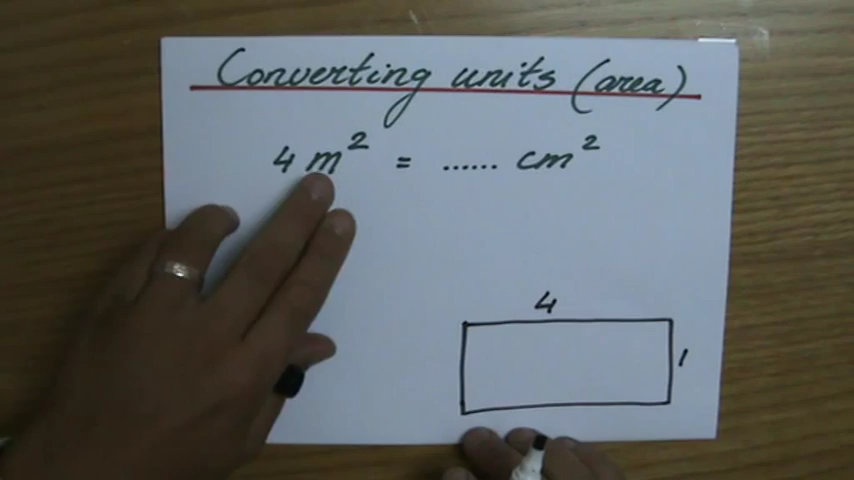 Converting units (area)
4 m² = ...... cm²
4
1